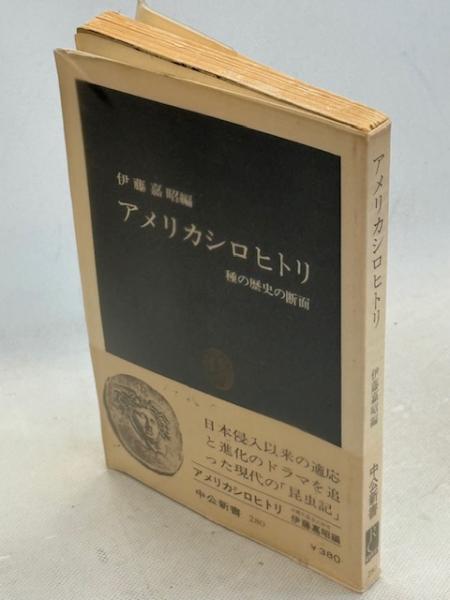 伊藤嘉昭編
アメリカシロヒトリ
種の歴史の断面
日本侵入以来の適応
と進化のドラマを追
った現代の「昆虫記」
アメリカシロヒトリ
伊藤嘉昭編
中公新書 280
¥380
アメリカシロヒトリ
伊藤嘉昭編
中公新書
280